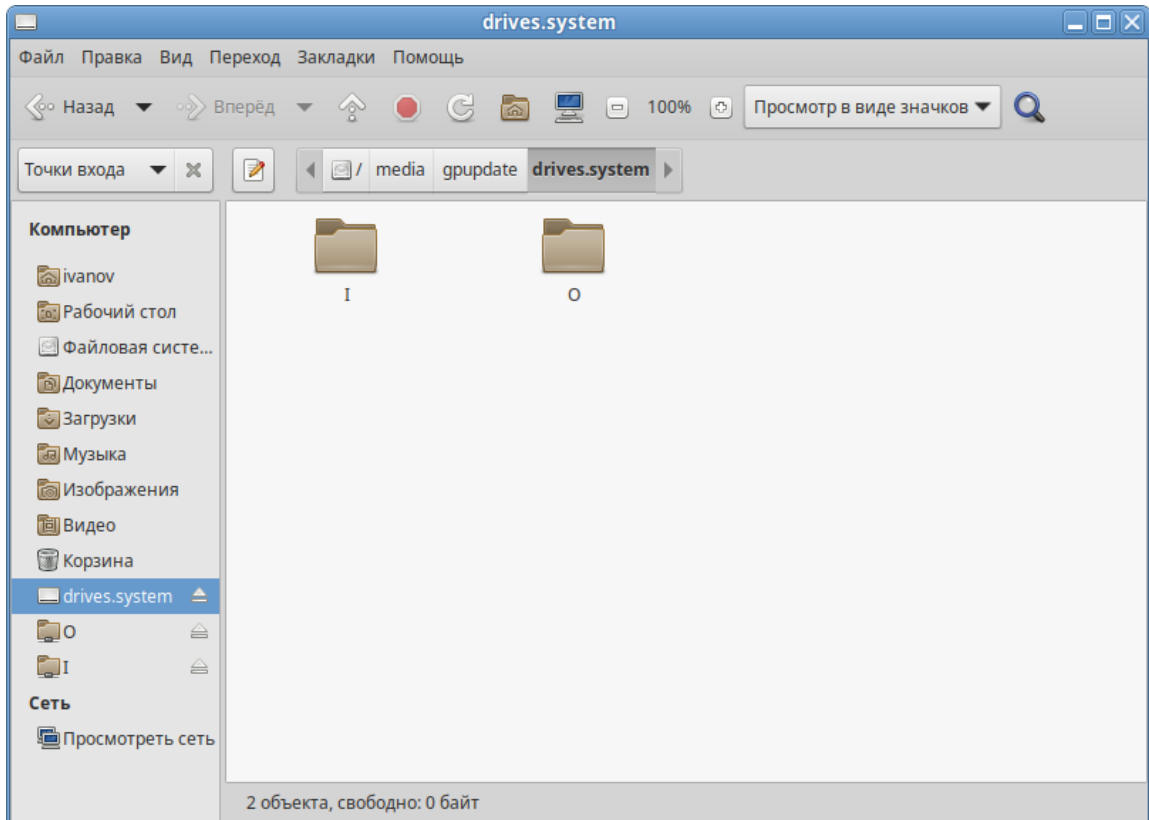 drives.system
Файл Правка Вид Переход Закладки Помощь
Назад Вперёд 100% Просмотр в виде значков
Точки входа / media gpupdate drives.system
Компьютер
ivanov
Рабочий стол
Файловая систе...
Документы
Загрузки
Музыка
Изображения
Видео
Корзина
drives.system
O
I
Сеть
Просмотреть сеть
I
O
2 объекта, свободно: 0 байт